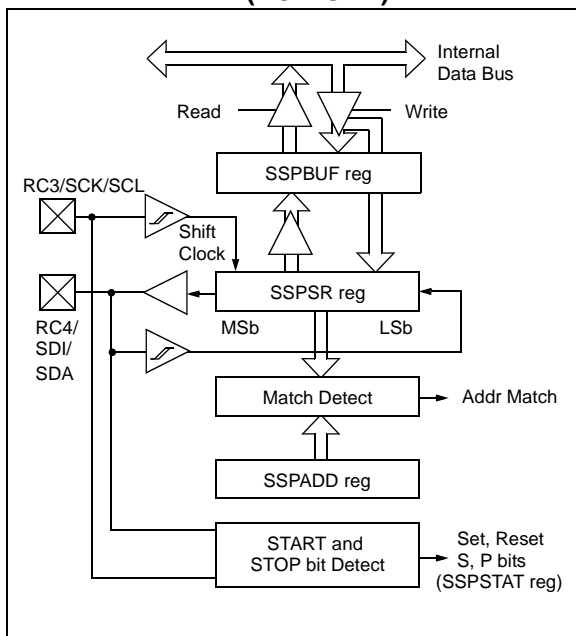 Internal
Data Bus
Read
Write
SSPBUF reg
RC3/SCK/SCL
Shift
Clock
SSPSR reg
MSb
LSb
RC4/
SDI/
SDA
Match Detect
Addr Match
SSPADD reg
START and
STOP bit Detect
Set, Reset
S, P bits
(SSPSTAT reg)